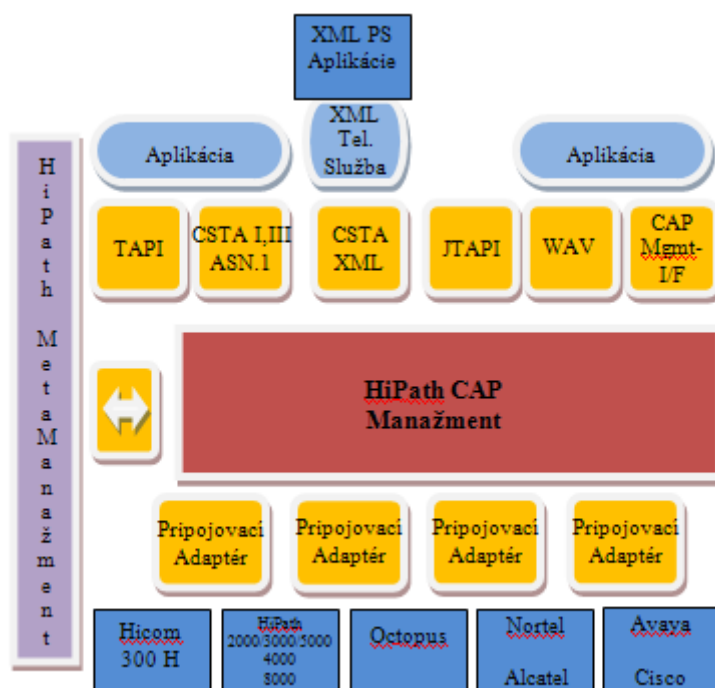 XML PS
Aplikácie
XML
Tel.
Služba
Aplikácia
Aplikácia
HiPath MetaManažment
TAPI
CSTA I,III
ASN.1
CSTA
XML
JTAPI
WAV
CAP
Mgmt-
I/F
HiPath CAP
Manažment
Pripojovací
Adaptér
Pripojovací
Adaptér
Pripojovací
Adaptér
Pripojovací
Adaptér
Hicom
300 H
HiPath
2000/3000/5000
4000
8000
Octopus
Nortel
Alcatel
Avaya
Cisco